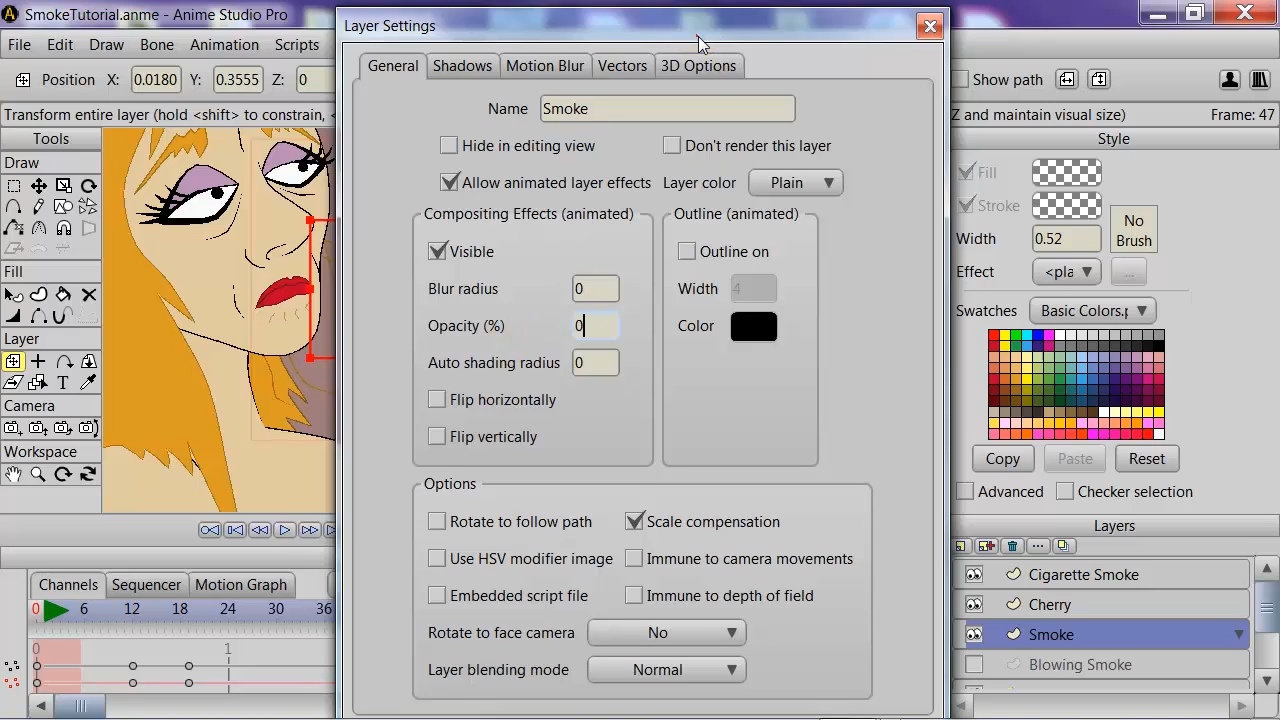 SmokeTutorial.anme - Anime Studio Pro
File Edit Draw Bone Animation Scripts
Position X: 0.0180 Y: 0.3555 Z: 0
Show path
Transform entire layer (hold <shift> to constrain,
Z and maintain visual size) Frame: 47
Tools
Draw
Fill
Layer
Camera
Workspace
Layer Settings
General Shadows Motion Blur Vectors 3D Options
Name Smoke
Hide in editing view Don't render this layer
Allow animated layer effects Layer color Plain
Compositing Effects (animated)
Visible
Blur radius 0
Opacity (%) 0
Auto shading radius 0
Flip horizontally
Flip vertically
Outline (animated)
Outline on
Width 4
Color
Options
Rotate to follow path Scale compensation
Use HSV modifier image Immune to camera movements
Embedded script file Immune to depth of field
Rotate to face camera No
Layer blending mode Normal
Style
Fill
Stroke
No
Brush
Width 0.52
Effect <pla ...
Swatches Basic Colors.p
Copy Paste Reset
Advanced Checker selection
Layers
Cigarette Smoke
Cherry
Smoke
Blowing Smoke
Channels Sequencer Motion Graph
0 6 12 18 24 30 36
0 1